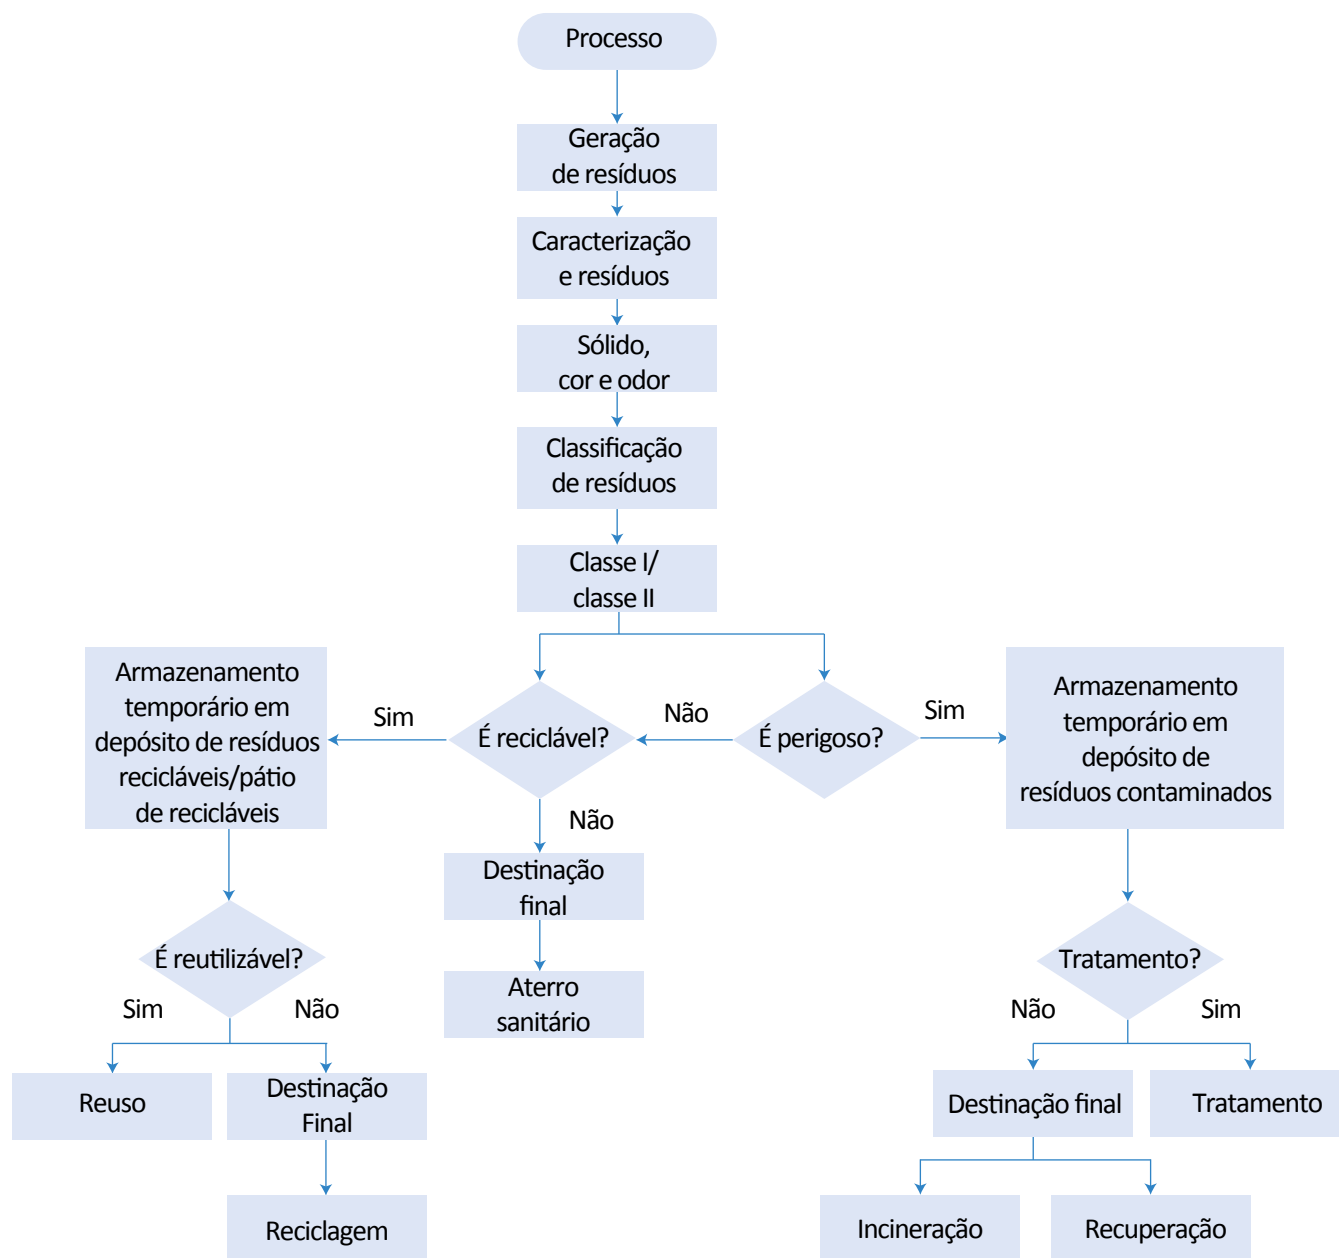 Processo
Geração
de resíduos
Caracterização
e resíduos
Sólido,
cor e odor
Classificação
de resíduos
Classe I/
classe II
Armazenamento
temporário em
depósito de resíduos
recicláveis/pátio
de recicláveis
Sim
É reciclável?
Não
É perigoso?
Sim
Armazenamento
temporário em
depósito de
resíduos contaminados
Não
Destinação
final
Aterro
sanitário
É reutilizável?
Sim
Não
Reuso
Destinação
Final
Reciclagem
Tratamento?
Não
Sim
Destinação final
Tratamento
Incineração
Recuperação